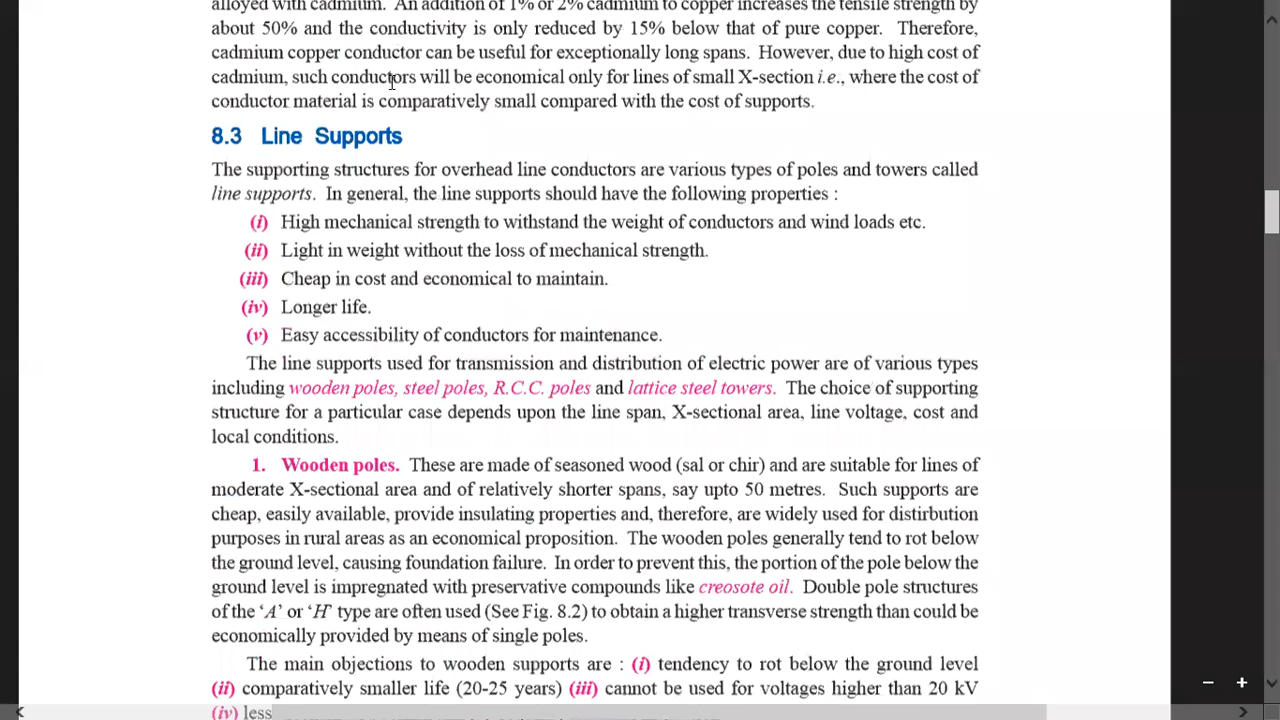 alloyed with cadmium. An addition of 1% or 2% cadmium to copper increases the tensile strength by
about 50% and the conductivity is only reduced by 15% below that of pure copper. Therefore,
cadmium copper conductor can be useful for exceptionally long spans. However, due to high cost of
cadmium, such conductors will be economical only for lines of small X-section i.e., where the cost of
conductor material is comparatively small compared with the cost of supports.
8.3 Line Supports
The supporting structures for overhead line conductors are various types of poles and towers called
line supports. In general, the line supports should have the following properties :
(i) High mechanical strength to withstand the weight of conductors and wind loads etc.
(ii) Light in weight without the loss of mechanical strength.
(iii) Cheap in cost and economical to maintain.
(iv) Longer life.
(v) Easy accessibility of conductors for maintenance.
The line supports used for transmission and distribution of electric power are of various types
including wooden poles, steel poles, R.C.C. poles and lattice steel towers. The choice of supporting
structure for a particular case depends upon the line span, X-sectional area, line voltage, cost and
local conditions.
1. Wooden poles. These are made of seasoned wood (sal or chir) and are suitable for lines of
moderate X-sectional area and of relatively shorter spans, say upto 50 metres. Such supports are
cheap, easily available, provide insulating properties and, therefore, are widely used for distirbution
purposes in rural areas as an economical proposition. The wooden poles generally tend to rot below
the ground level, causing foundation failure. In order to prevent this, the portion of the pole below the
ground level is impregnated with preservative compounds like creosote oil. Double pole structures
of the ‘A’ or ‘H’ type are often used (See Fig. 8.2) to obtain a higher transverse strength than could be
economically provided by means of single poles.
The main objections to wooden supports are : (i) tendency to rot below the ground level
(ii) comparatively smaller life (20-25 years) (iii) cannot be used for voltages higher than 20 kV
(iv) less